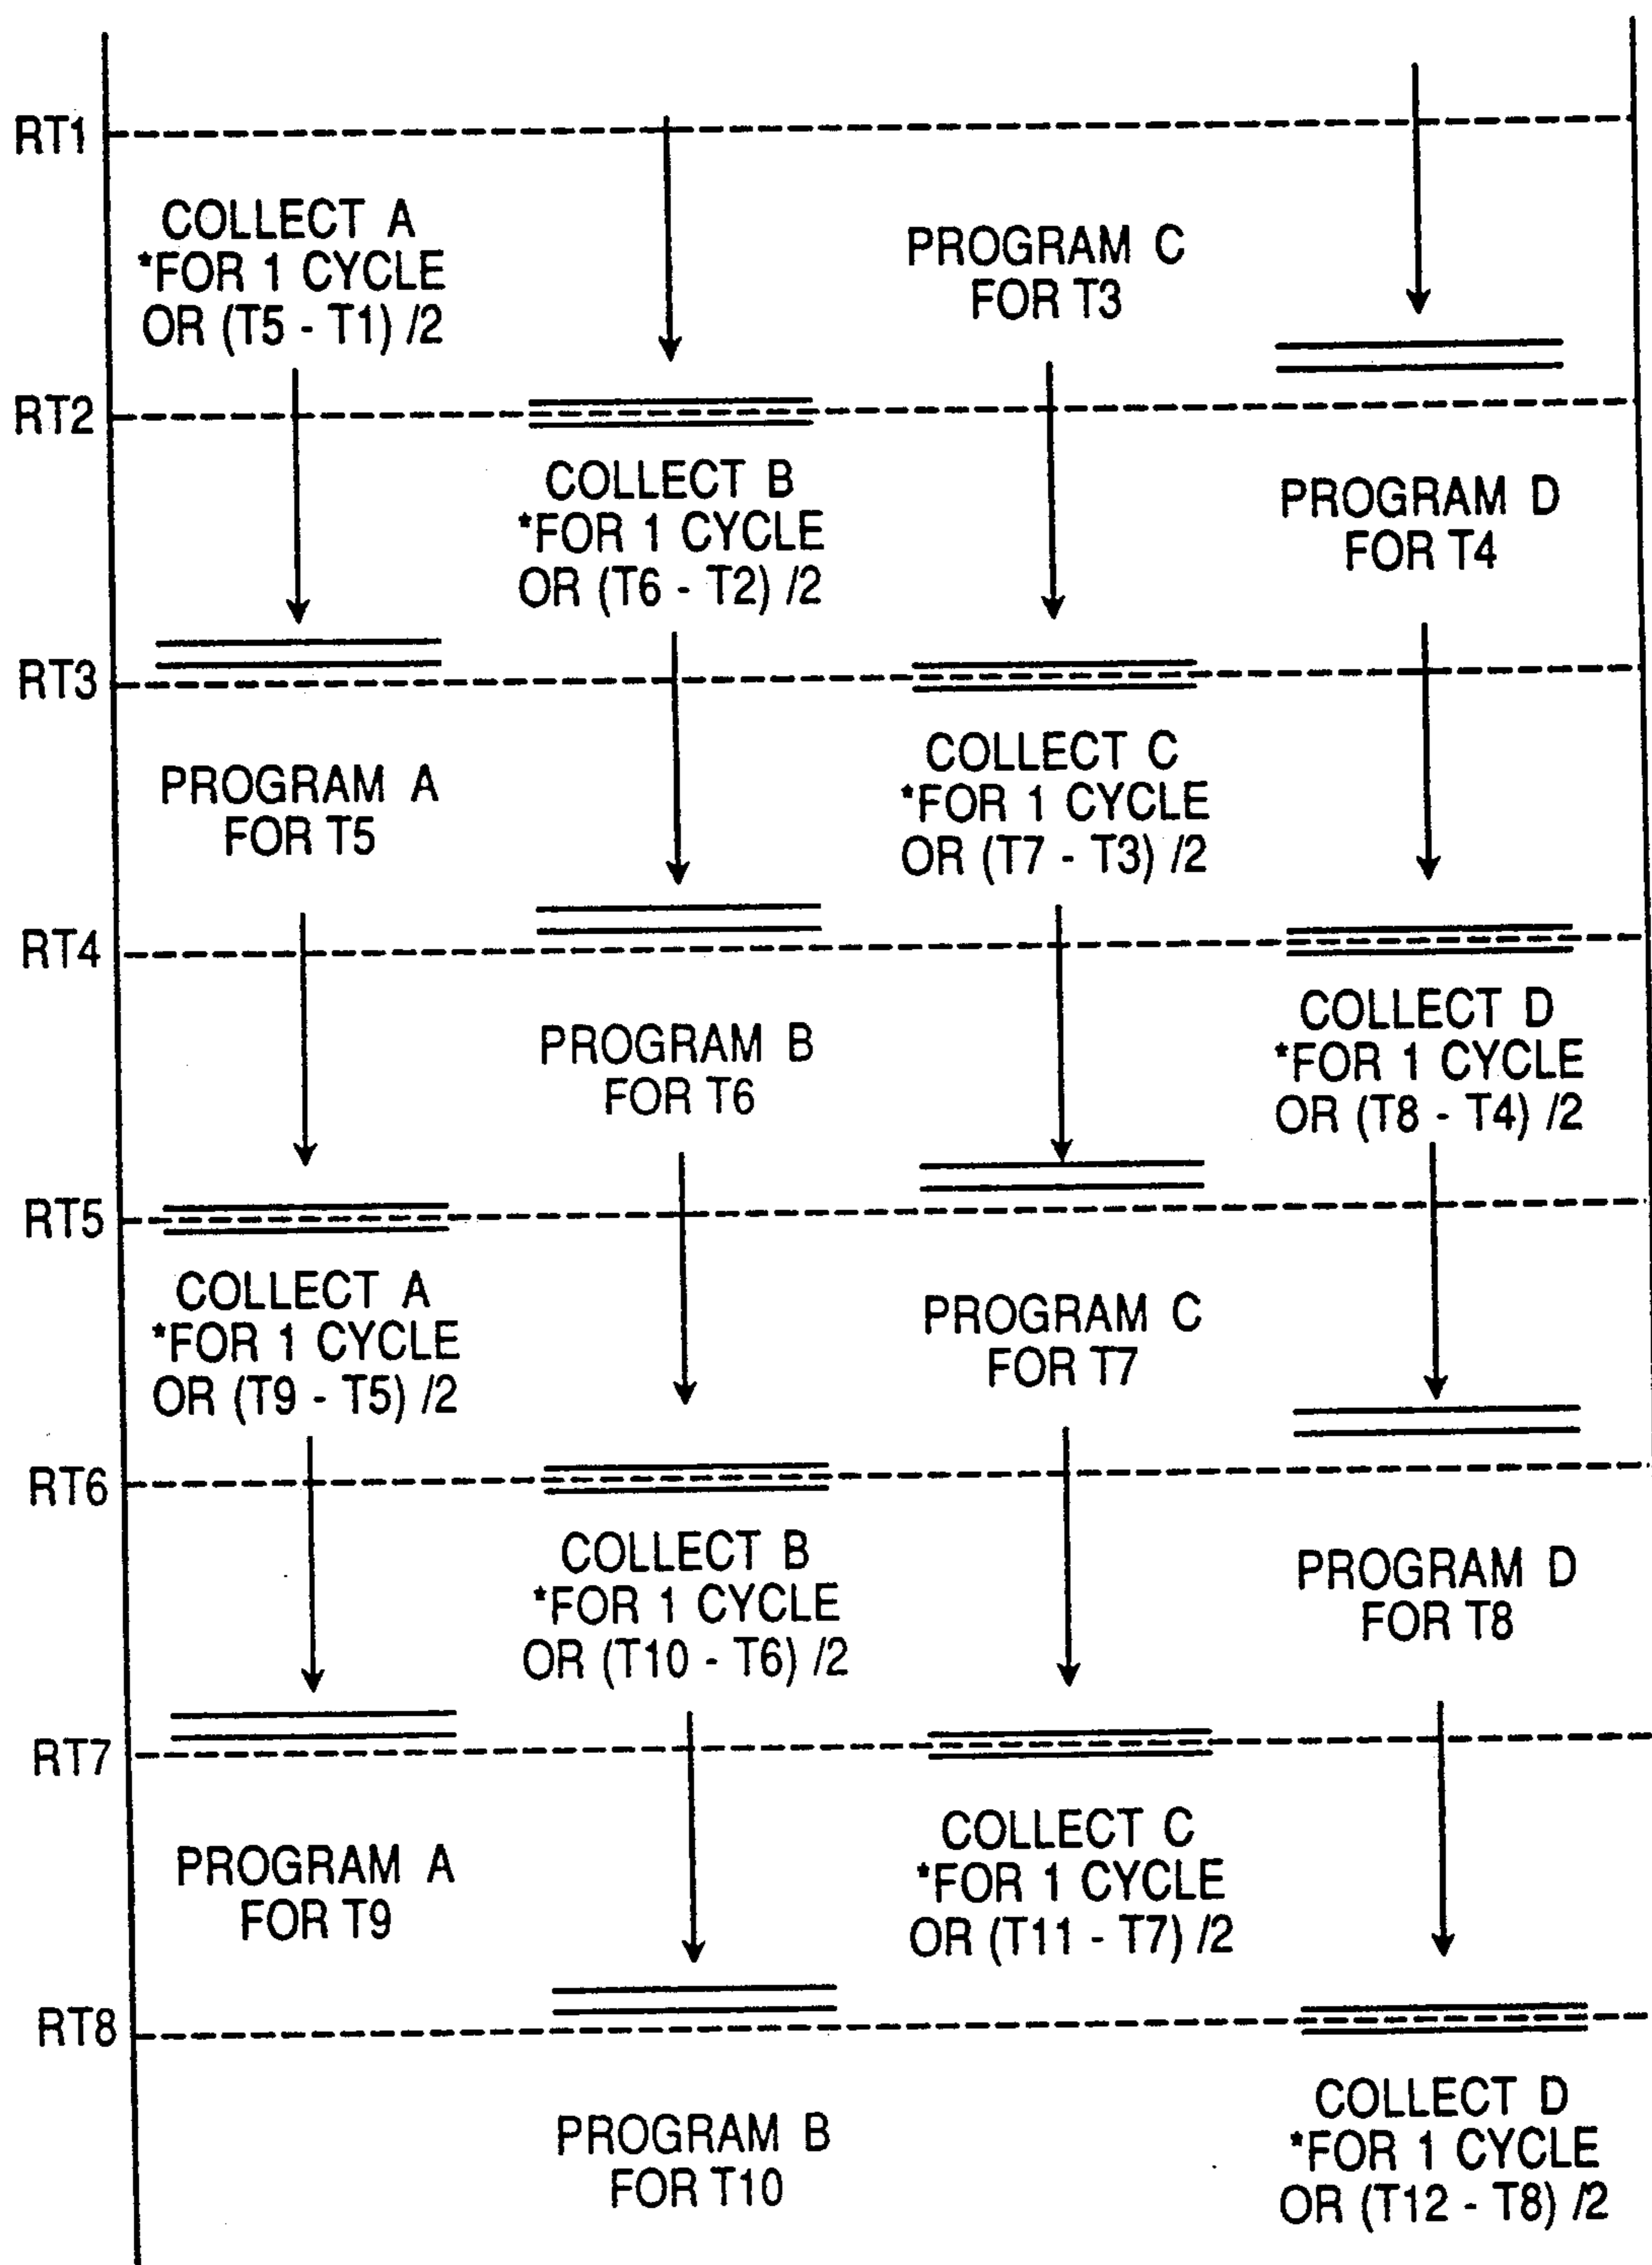 RT1
COLLECT A
*FOR 1 CYCLE
OR (T5 - T1) /2
PROGRAM C
FOR T3
RT2
COLLECT B
*FOR 1 CYCLE
OR (T6 - T2) /2
PROGRAM D
FOR T4
RT3
PROGRAM A
FOR T5
COLLECT C
*FOR 1 CYCLE
OR (T7 - T3) /2
RT4
PROGRAM B
FOR T6
COLLECT D
*FOR 1 CYCLE
OR (T8 - T4) /2
RT5
COLLECT A
*FOR 1 CYCLE
OR (T9 - T5) /2
PROGRAM C
FOR T7
RT6
COLLECT B
*FOR 1 CYCLE
OR (T10 - T6) /2
PROGRAM D
FOR T8
RT7
PROGRAM A
FOR T9
COLLECT C
*FOR 1 CYCLE
OR (T11 - T7) /2
RT8
PROGRAM B
FOR T10
COLLECT D
*FOR 1 CYCLE
OR (T12 - T8) /2